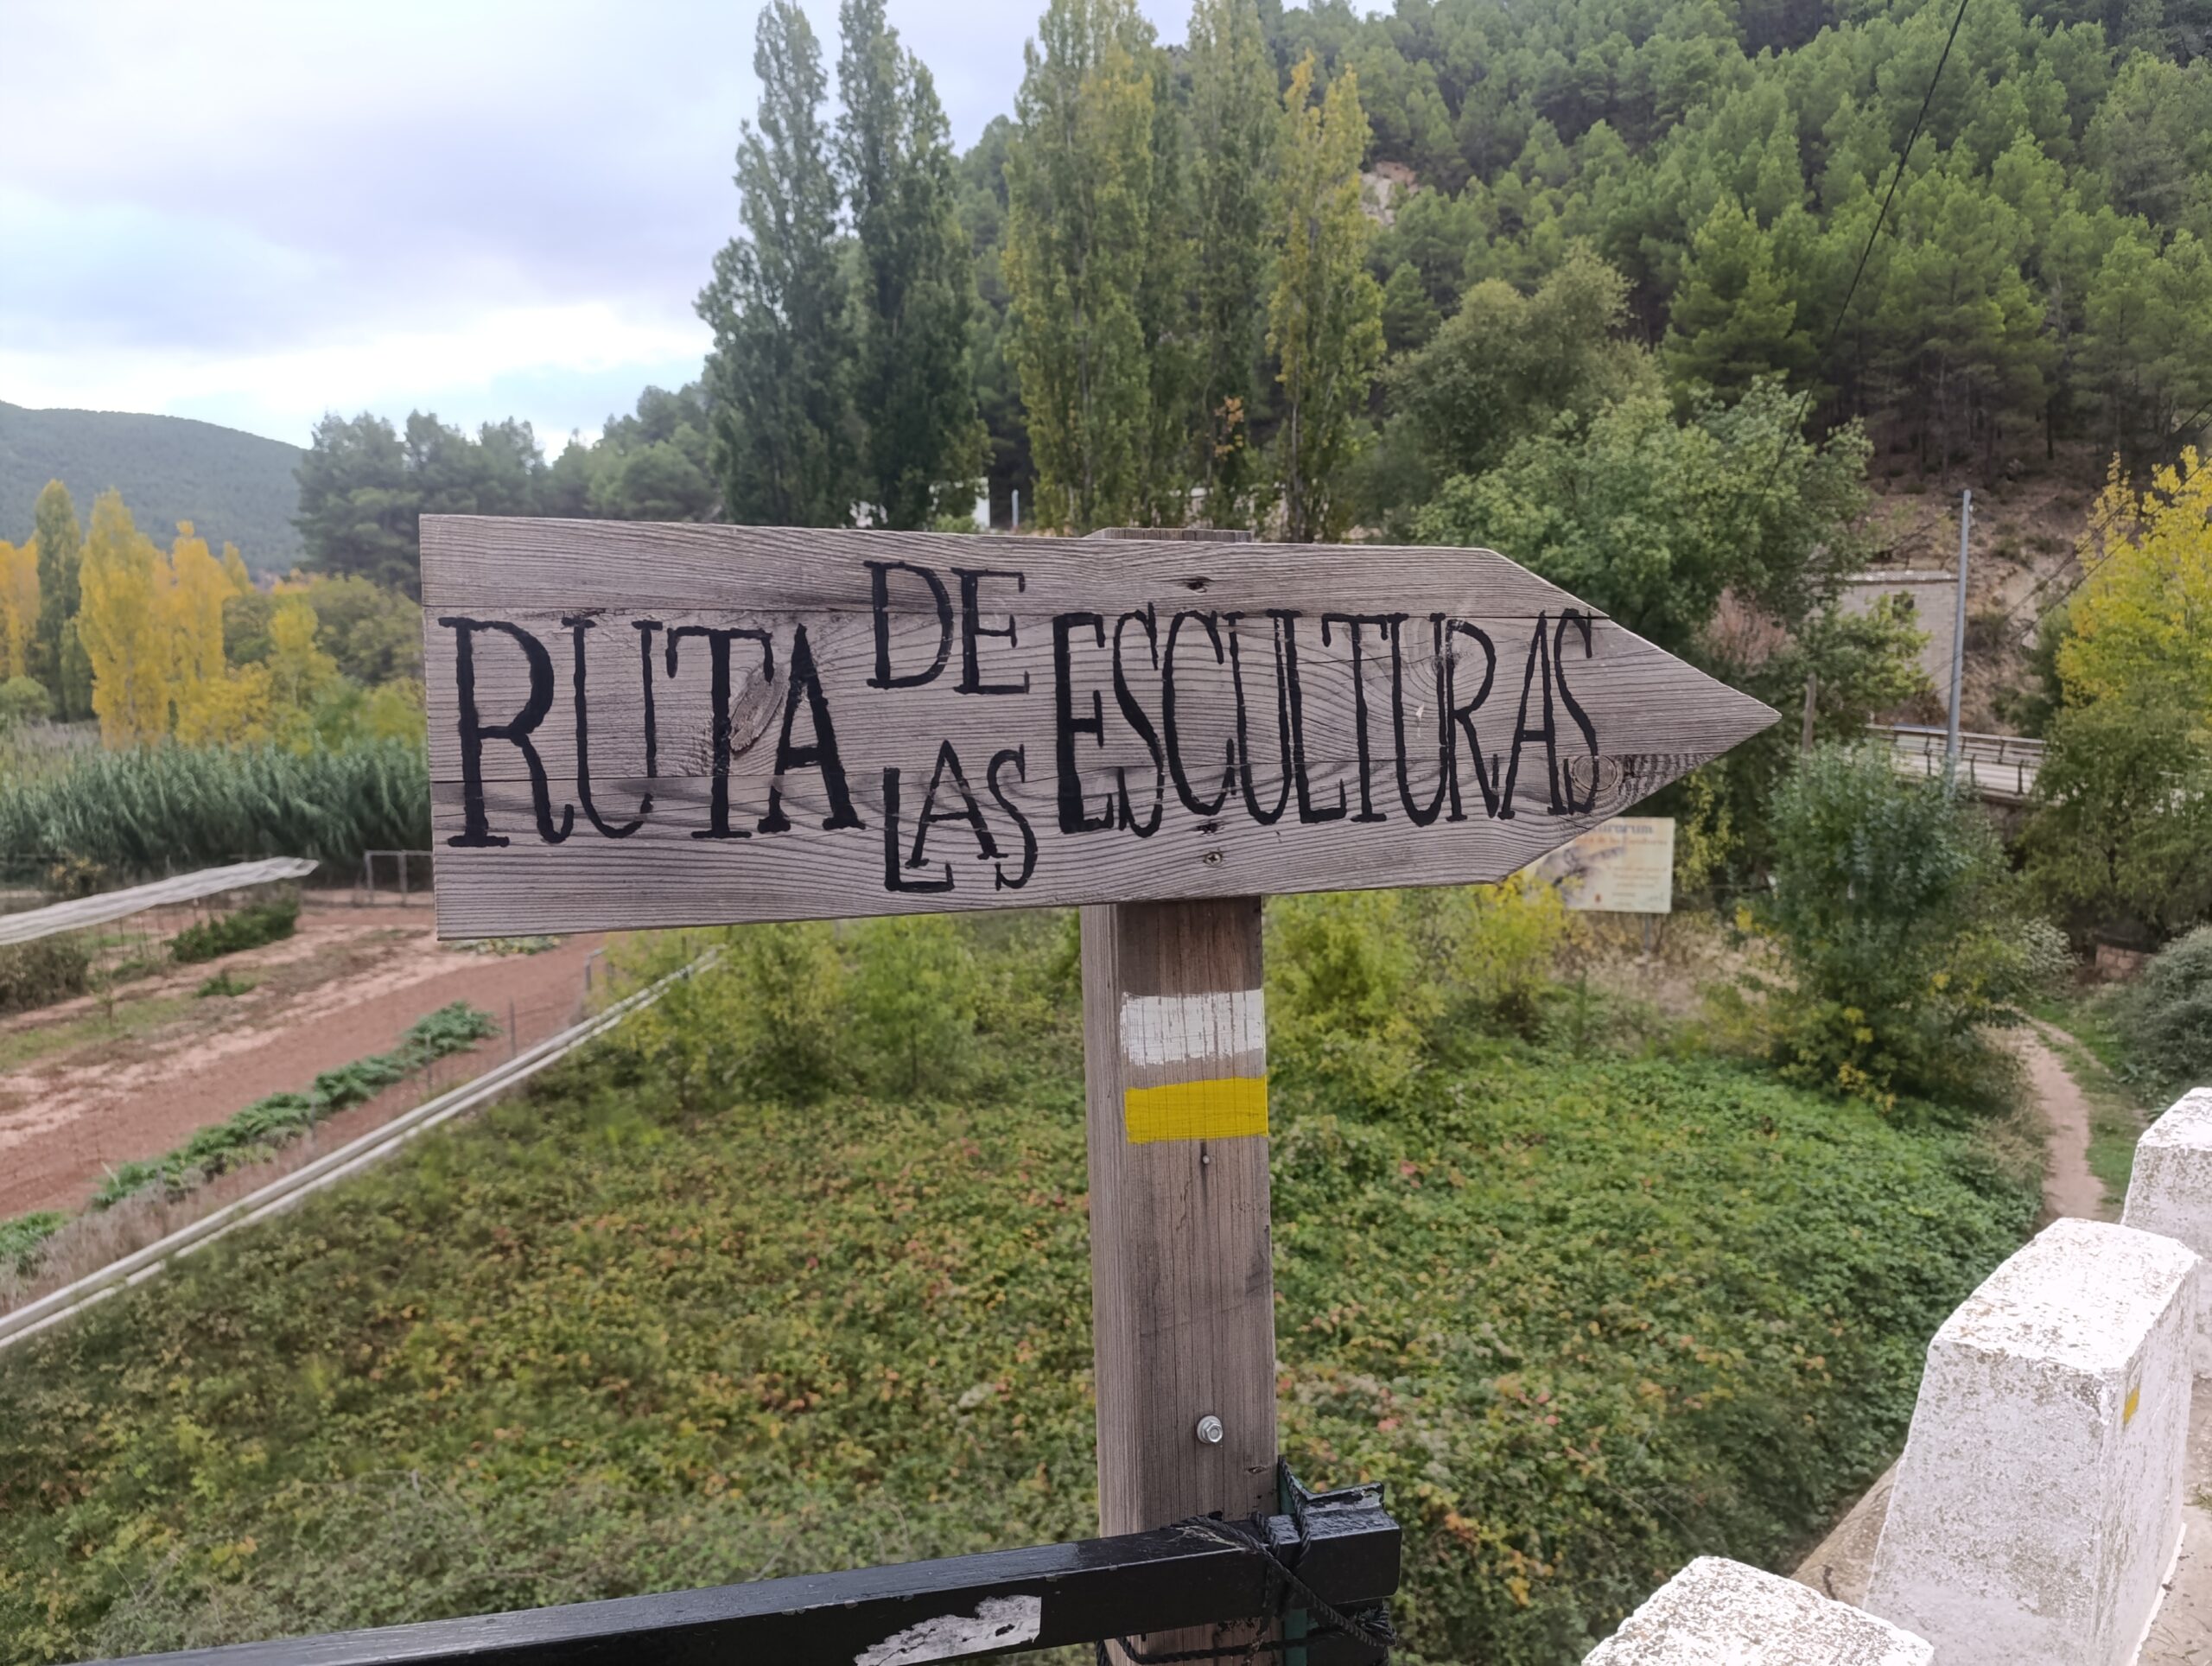 RUTA DE LAS ESCULTURAS